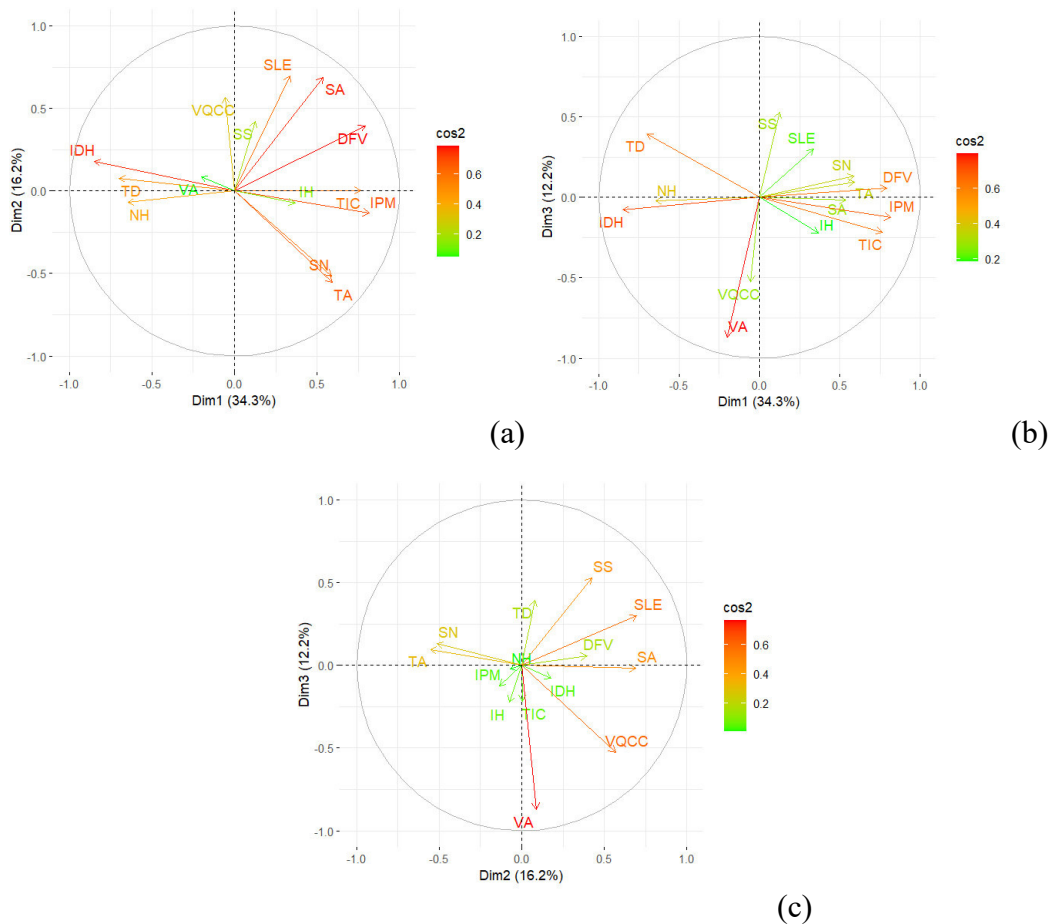 1.0
SLE
SA
VQCC
0.5
SS
DFV
cos2
IDH
Dim2 (16.2%)
0.6
TD
VA
IH
0.0
NH
TIC
IPM
0.4
0.2
SN
-0.5
TA
-1.0
-1.0 -0.5 0.0 0.5 1.0
Dim1 (34.3%)
(a)
1.0
0.5
SS
SLE
TD
cos2
SN
DFV
Dim3 (12.2%)
NH
TA
0.6
0.0
SA
IPM
IDH
IH
0.4
TIC
0.2
-0.5
VQCC
VA
-1.0
-1.0 -0.5 0.0 0.5 1.0
Dim1 (34.3%)
(b)
1.0
SS
0.5
SLE
cos2
TD
SN
DFV
0.6
Dim3 (12.2%)
TA
NH
SA
0.0
IPM
IDH
0.4
IH
TIC
0.2
VQCC
-0.5
VA
-1.0
-1.0 -0.5 0.0 0.5 1.0
Dim2 (16.2%)
(c)